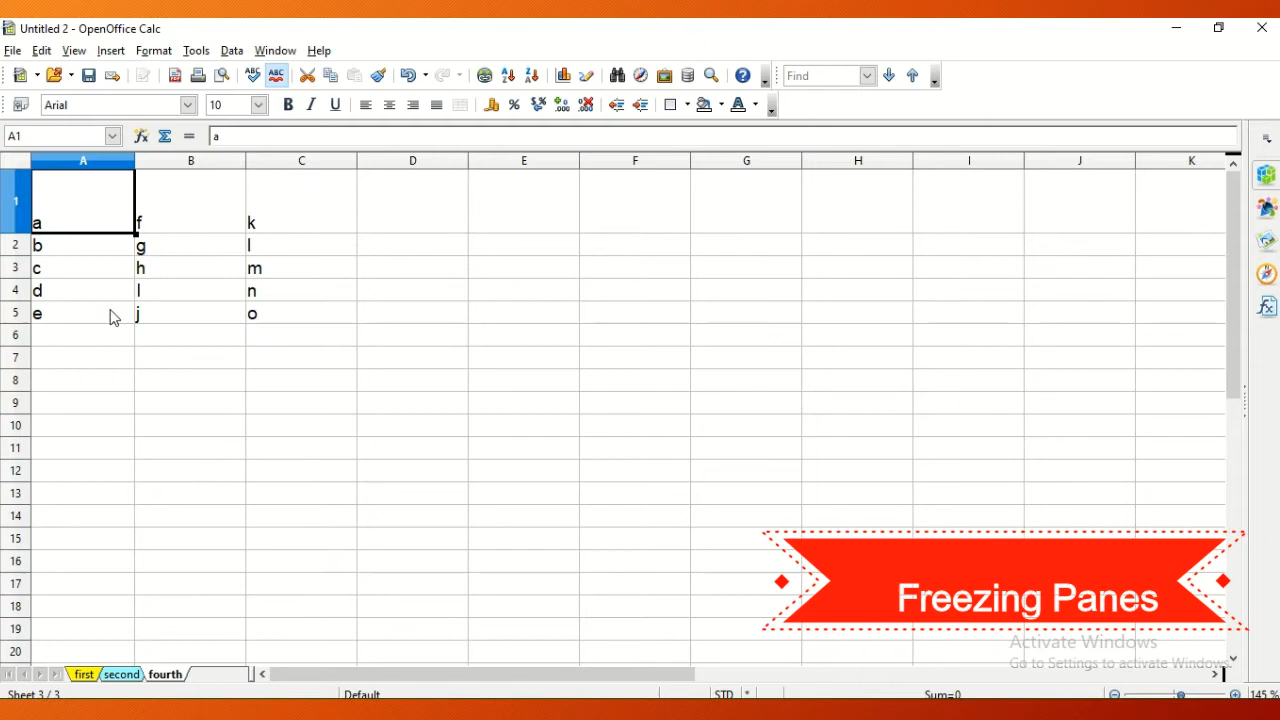 Untitled 2 - OpenOffice Calc
File Edit View Insert Format Tools Data Window Help
ABC ABC Find
Arial 10 B I U
A1 a
A B C D E F G H I J K
1 a f k
2 b g l
3 c h m
4 d I n
5 e j o
6
7
8
9
10
11
12
13
14
15
16
17
18
19
20
Freezing Panes
Activate Windows
Go to Settings to activate Windows.
first second fourth
Sheet 3 / 3 Default STD * Sum=0 145 %